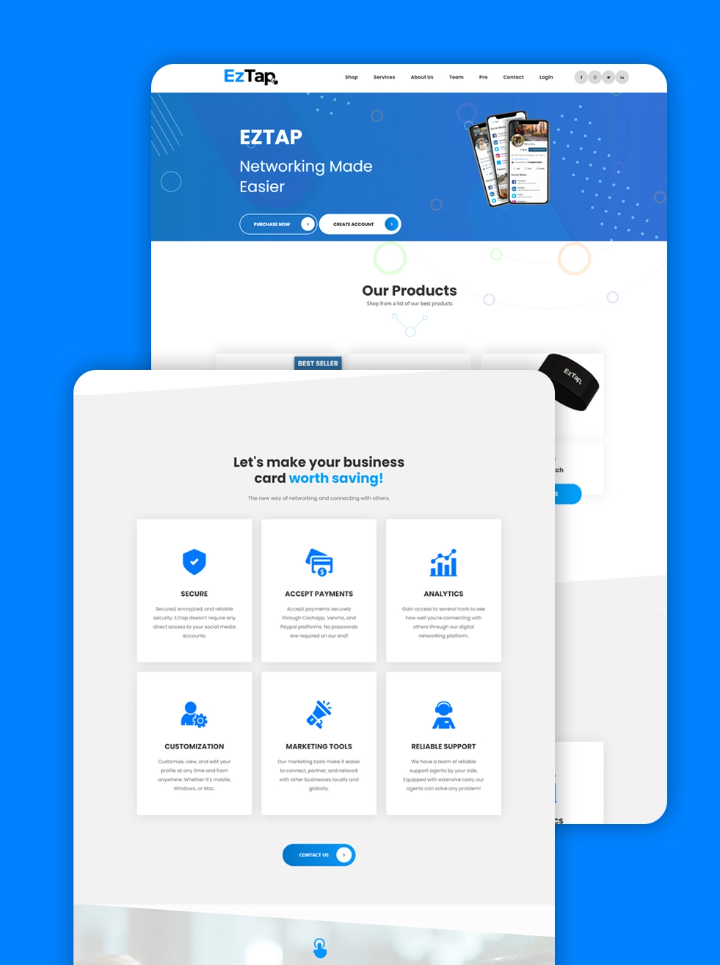 EzTap
Shop Services About Us Team Pro Contact Login
EZTAP
Networking Made
Easier
PURCHASE NOW
CREATE ACCOUNT
Our Products
Shop from a list of our best products
BEST SELLER
EzTap
Let's make your business
card worth saving!
The new way of networking and connecting with others.
SECURE
Secured, encrypted, and reliable
security. EzTap doesn't require any
direct access to your social media
accounts.
ACCEPT PAYMENTS
Accept payments securely
through Cashapp, Venmo, and
Paypal platforms. No passwords
are required on our end!
ANALYTICS
Gain access to several tools to see
how well you're connecting with
others through our digital
networking platform.
CUSTOMIZATION
Customize, view, and edit your
profile at any time and from
anywhere. Whether it's mobile,
Windows, or Mac.
MARKETING TOOLS
Our marketing tools make it easier
to connect, partner, and network
with other businesses locally and
globally.
RELIABLE SUPPORT
We have a team of reliable
support agents by your side.
Equipped with extensive tools, our
agents can solve any problem!
CONTACT US